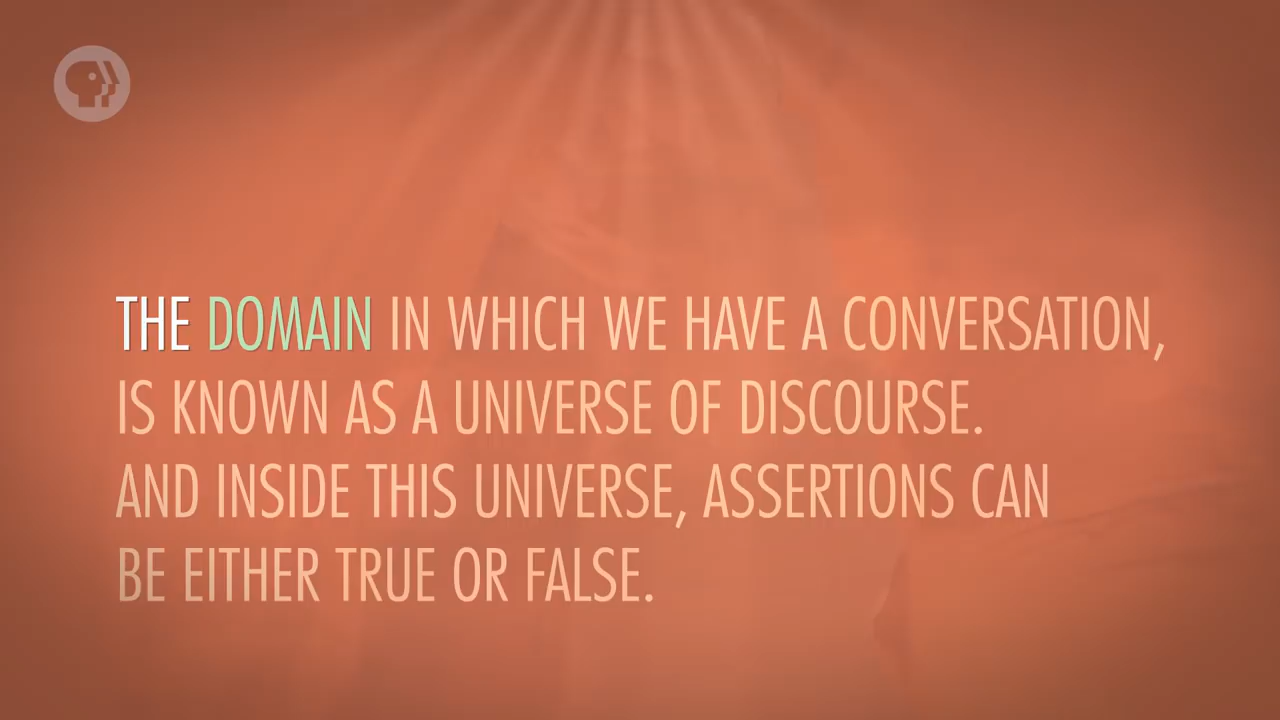 THE DOMAIN IN WHICH WE HAVE A CONVERSATION,
IS KNOWN AS A UNIVERSE OF DISCOURSE.
AND INSIDE THIS UNIVERSE, ASSERTIONS CAN
BE EITHER TRUE OR FALSE.